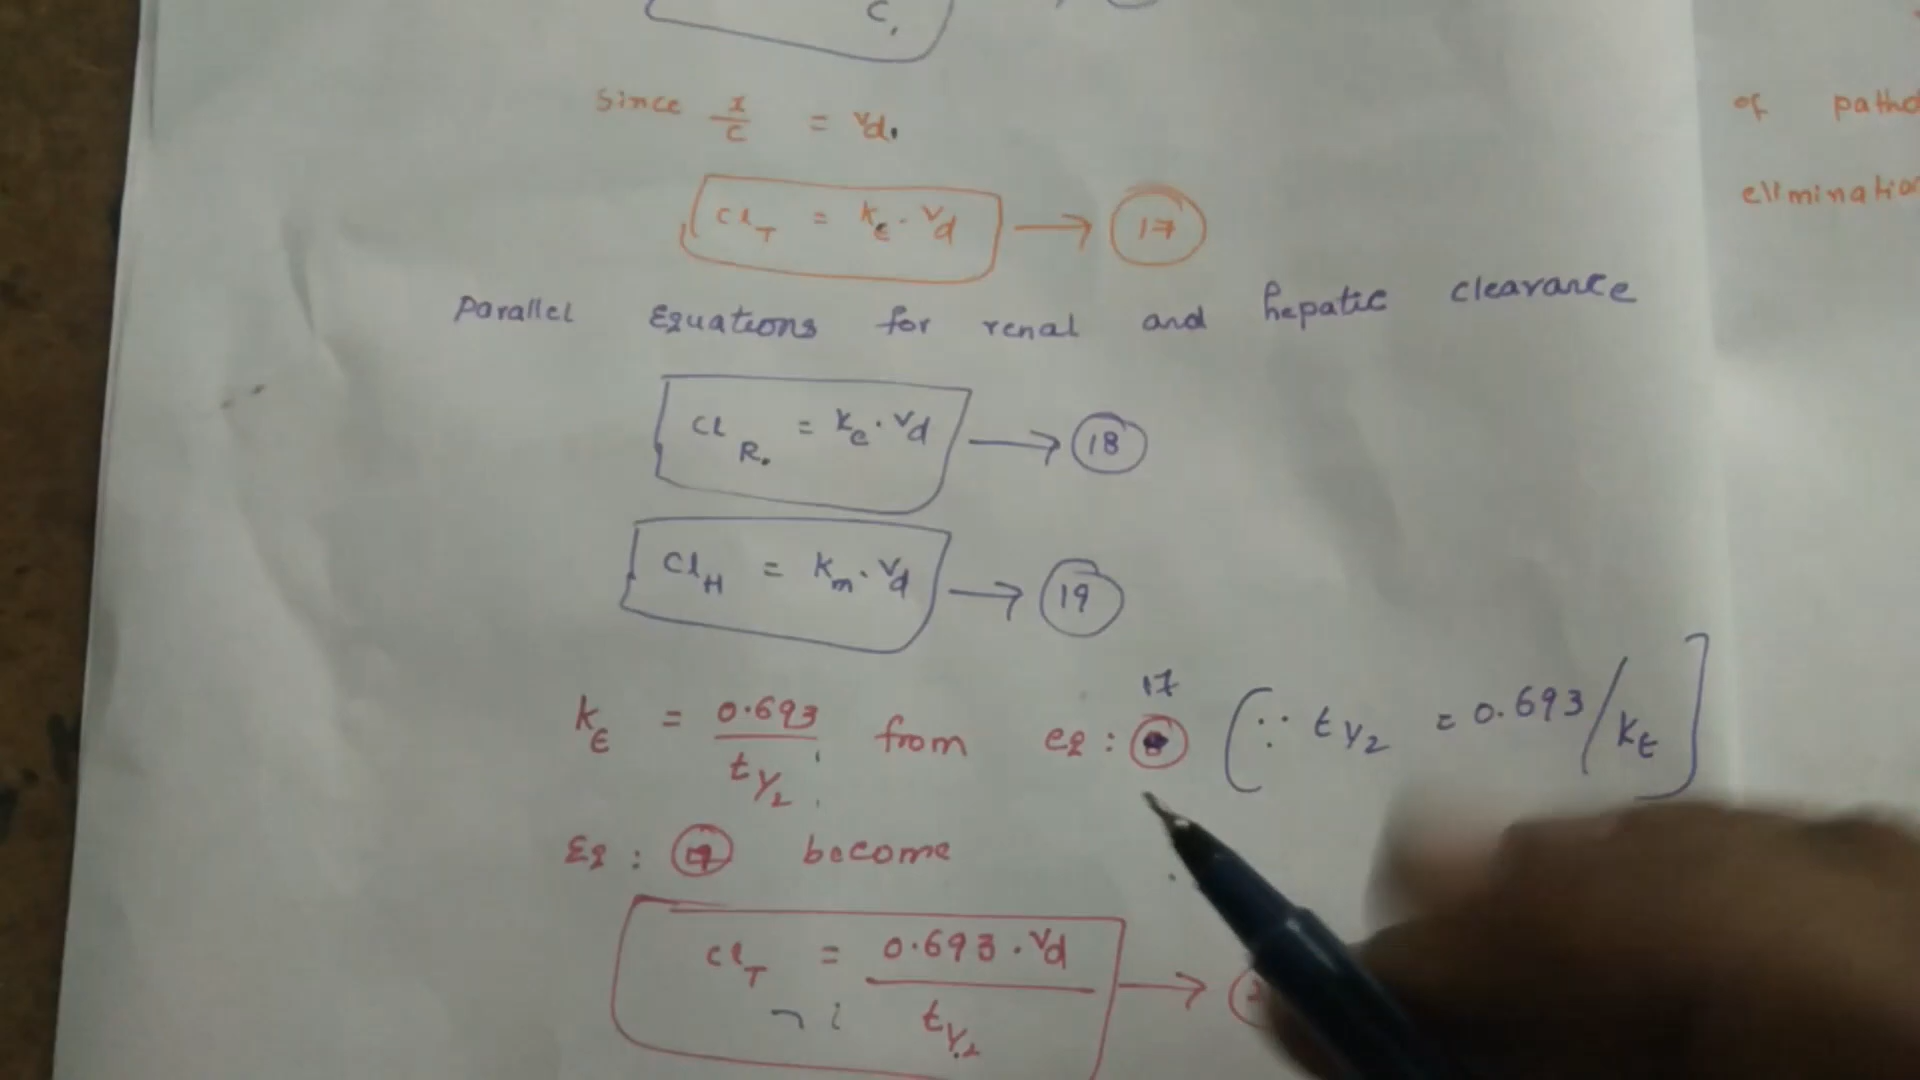 C,
Since x/c = Vd.
ClT = kE . Vd → 17
Parallel Equations for renal and hepatic clearance
Cl R. = ke . Vd → 18
ClH = km . Vd → 19
17
kE = 0.693 / t1/2 from eq: (∵ t1/2 = 0.693/kE]
Eq: 17 become
ClT = 0.693 . Vd / t1/2 →
of
elimination